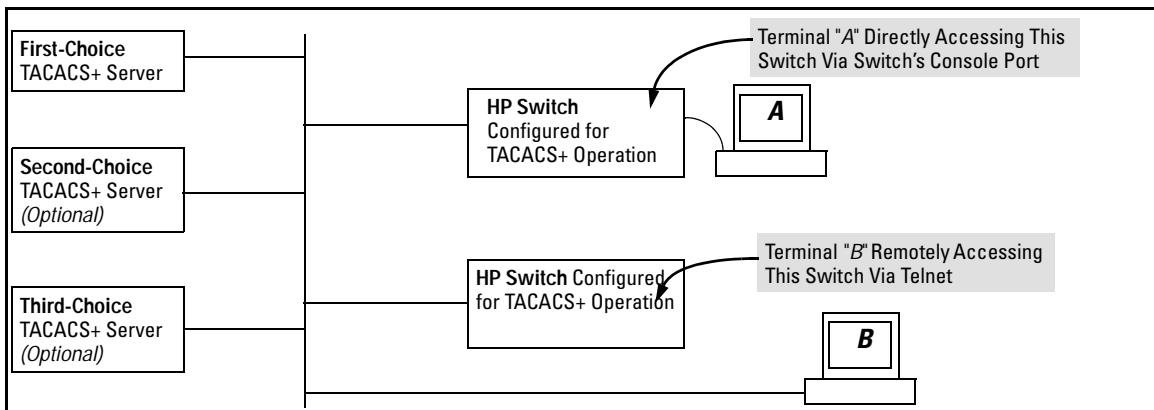 First-Choice
TACACS+ Server
Terminal "A" Directly Accessing This
Switch Via Switch's Console Port
HP Switch
Configured for
TACACS+ Operation
A
Second-Choice
TACACS+ Server
(Optional)
Terminal "B" Remotely Accessing
This Switch Via Telnet
HP Switch Configured
for TACACS+ Operation
Third-Choice
TACACS+ Server
(Optional)
B